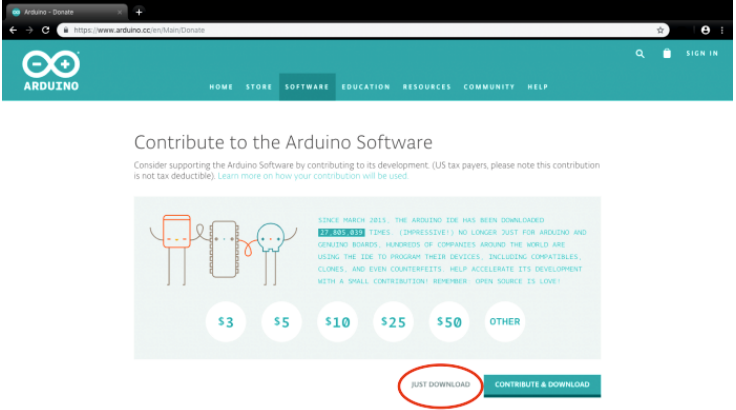 Arduino - Donate
https://www.arduino.cc/en/Main/Donate
SIGN IN
ARDUINO
HOME STORE SOFTWARE EDUCATION RESOURCES COMMUNITY HELP
Contribute to the Arduino Software
Consider supporting the Arduino Software by contributing to its development. (US tax payers, please note this contribution
is not tax deductible). Learn more on how your contribution will be used.
SINCE MARCH 2015, THE ARDUINO IDE HAS BEEN DOWNLOADED
27,805,039 TIMES. (IMPRESSIVE!) NO LONGER JUST FOR ARDUINO AND
GENUINO BOARDS, HUNDREDS OF COMPANIES AROUND THE WORLD ARE
USING THE IDE TO PROGRAM THEIR DEVICES, INCLUDING COMPATIBLES,
CLONES, AND EVEN COUNTERFEITS. HELP ACCELERATE ITS DEVELOPMENT
WITH A SMALL CONTRIBUTION! REMEMBER: OPEN SOURCE IS LOVE!
$3 $5 $10 $25 $50 OTHER
JUST DOWNLOAD CONTRIBUTE & DOWNLOAD